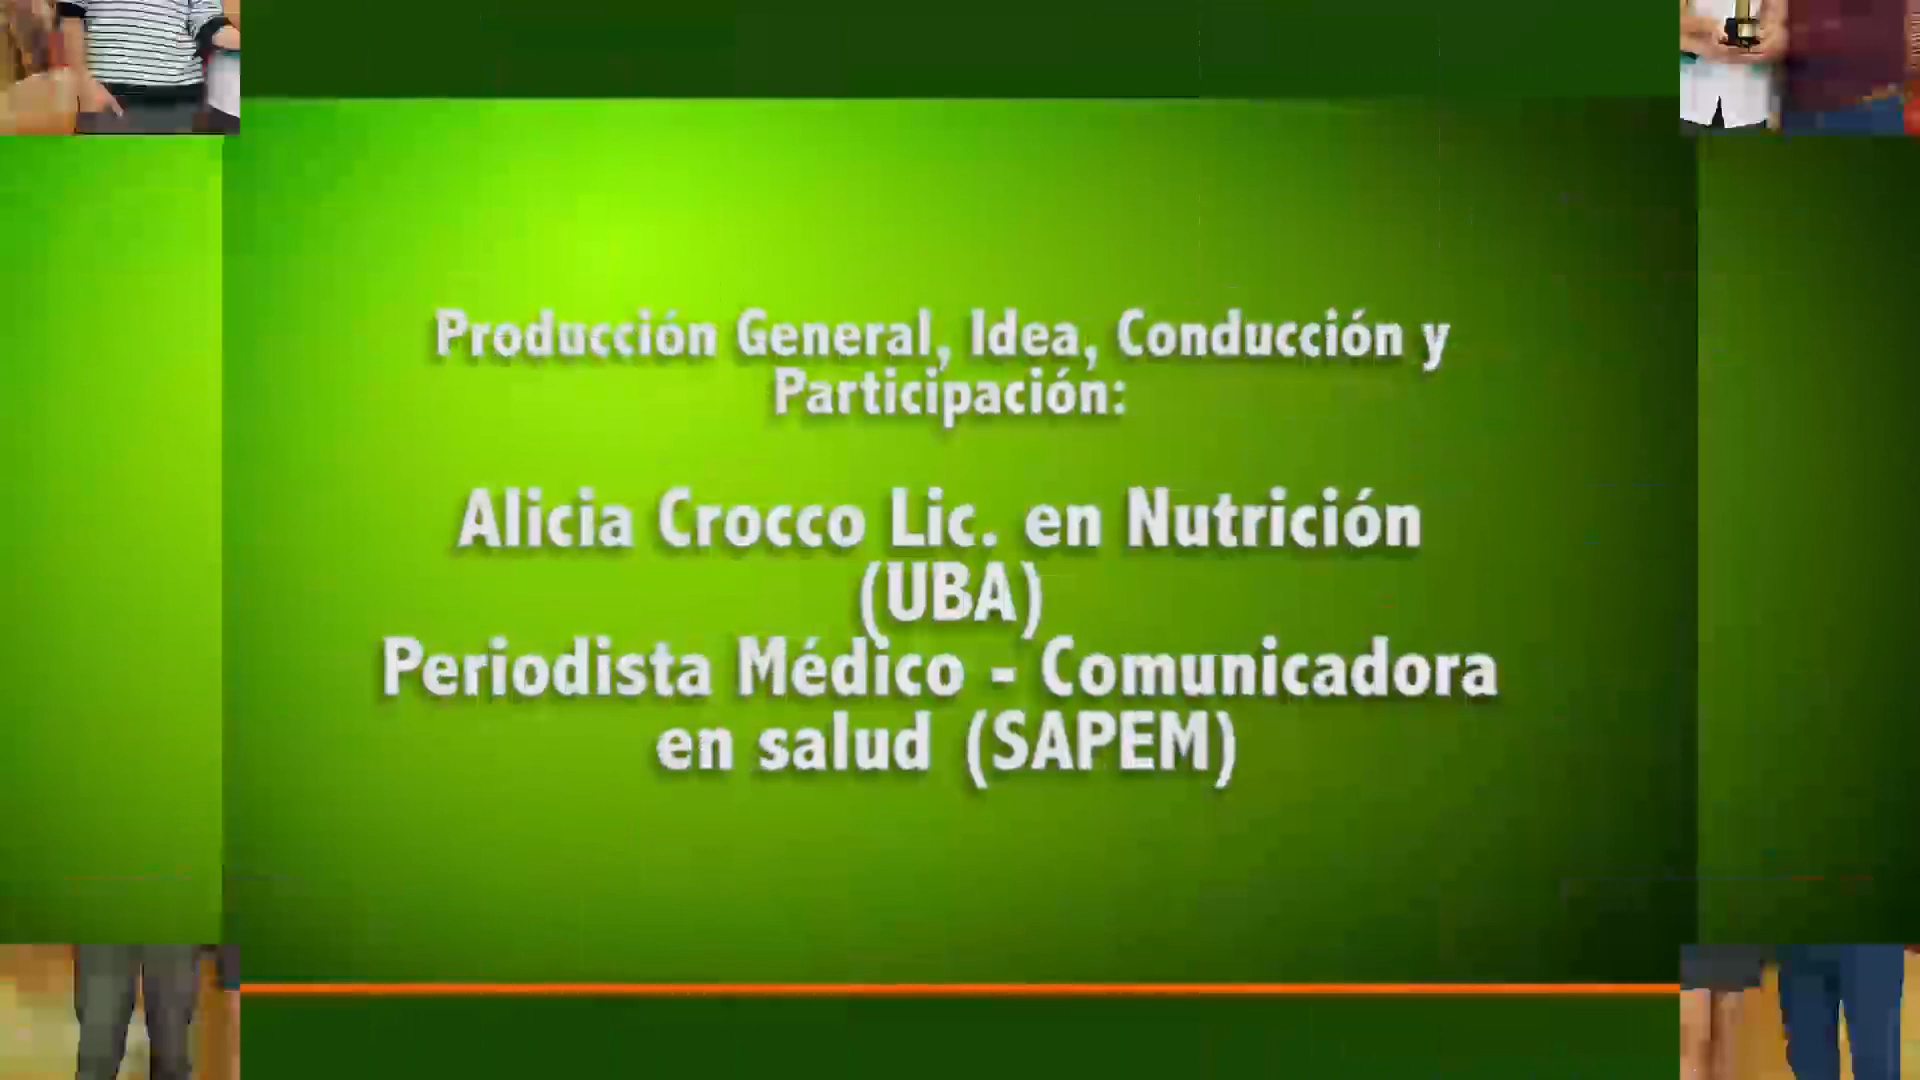 Producción General, Idea, Conducción y
Participación:
Alicia Crocco Lic. en Nutrición
(UBA)
Periodista Médico - Comunicadora
en salud (SAPEM)